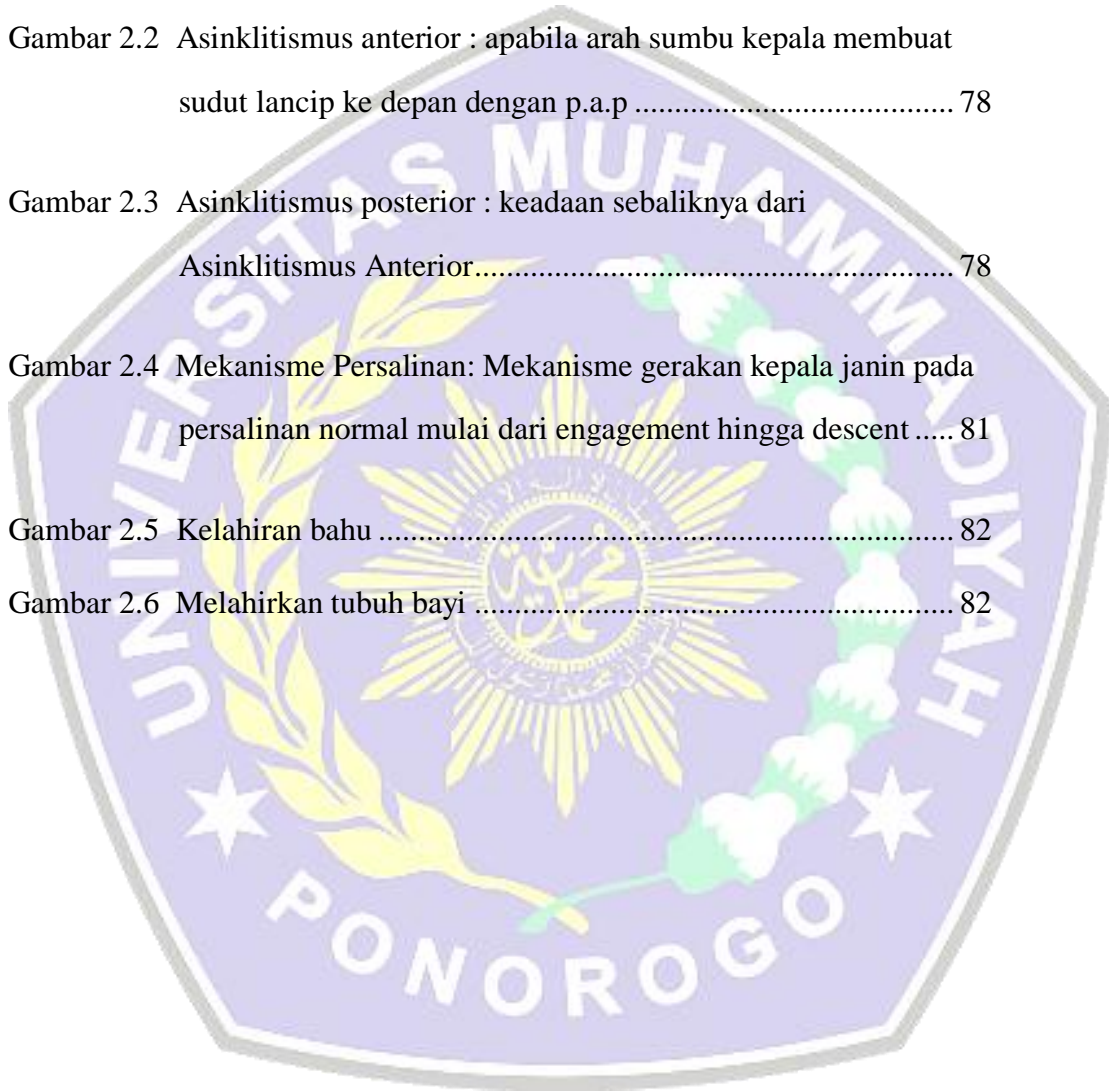 Gambar 2.2 Asinklitismus anterior : apabila arah sumbu kepala membuat
sudut lancip ke depan dengan p.a.p ................................... 78
Gambar 2.3 Asinklitismus posterior : keadaan sebaliknya dari
Asinklitismus Anterior.................................................... 78
Gambar 2.4 Mekanisme Persalinan: Mekanisme gerakan kepala janin pada
persalinan normal mulai dari engagement hingga descent ..... 81
Gambar 2.5 Kelahiran bahu ............................................................... 82
Gambar 2.6 Melahirkan tubuh bayi .................................................... 82
UNIVERSITAS MUHAMMADIYAH
PONOROGO
محمدية